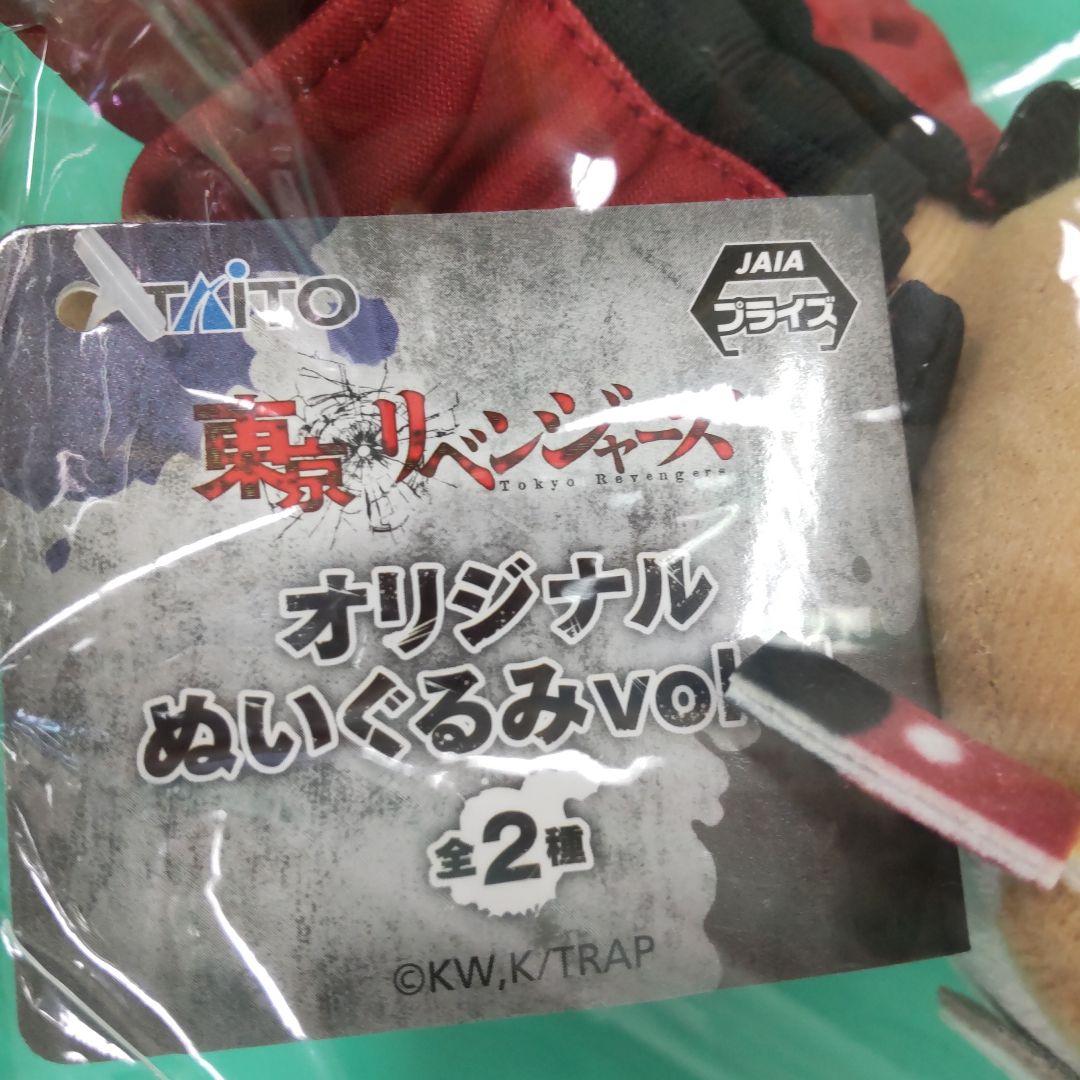 TAITO
JAIA
プライズ
東京リベンジャーズ
Tokyo Revengers
オリジナル
ぬいぐるみvol.
全2種
©KW,K/TRAP